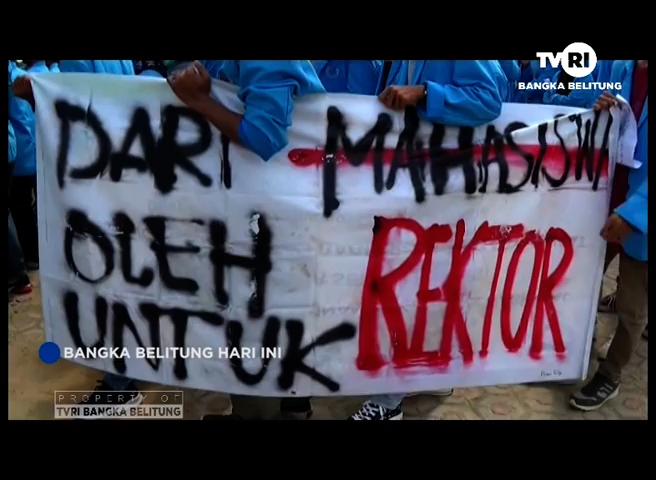 TVRI
BANGKA BELITUNG
DARI MAHASISWA
OLEH
UNTUK REKTOR
BANGKA BELITUNG HARI INI
PROPERTY OF
TVRI BANGKA BELITUNG